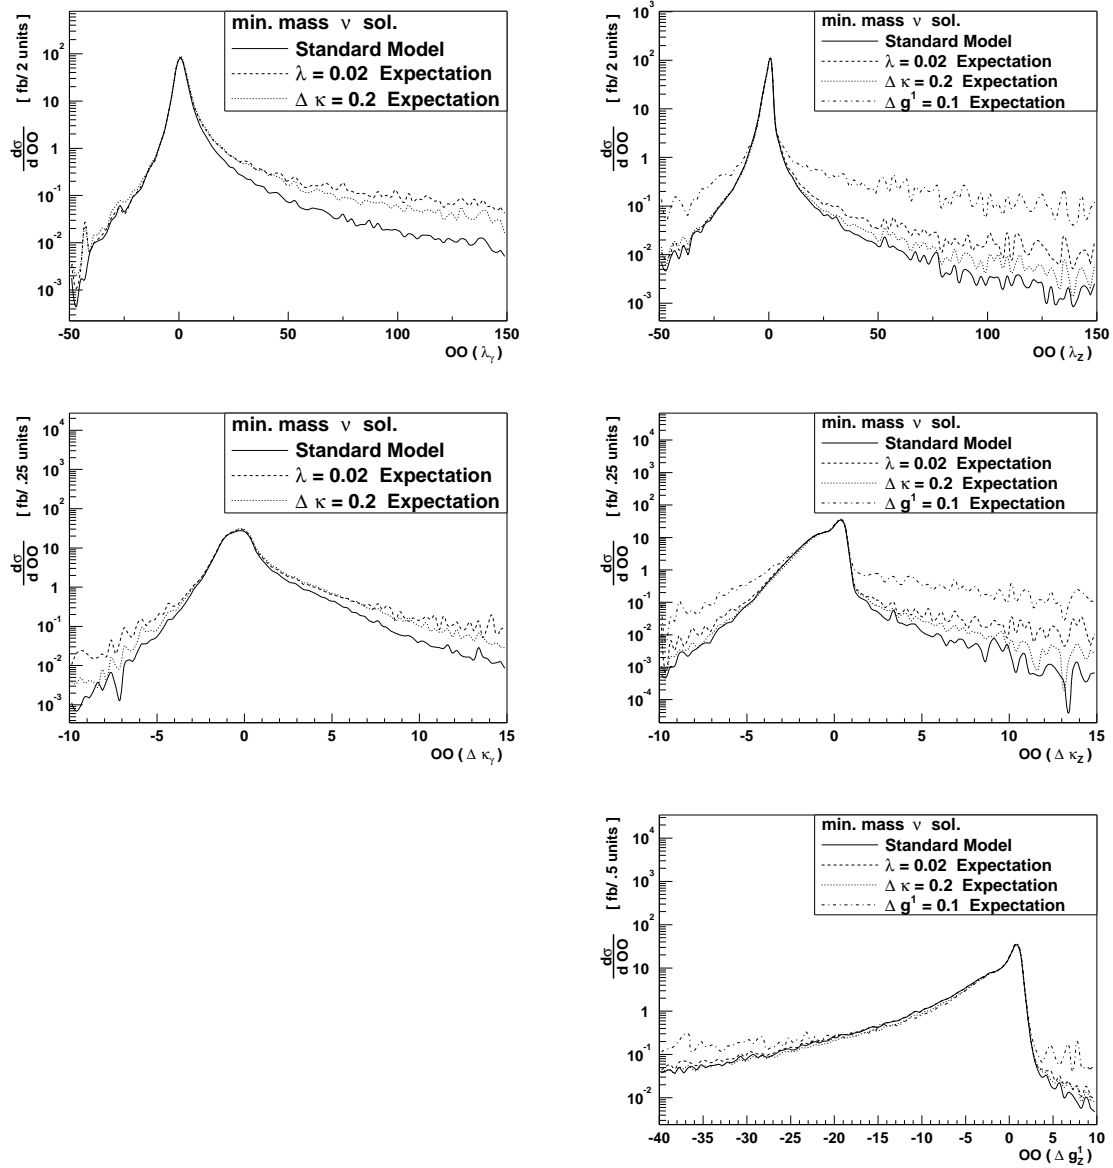 min. mass ν sol.
Standard Model
λ = 0.02 Expectation
Δ κ = 0.2 Expectation
dσ
d OO
[ fb/ 2 units ]
10²
10
1
10⁻¹
10⁻²
10⁻³
-50 0 50 100 150
OO ( λγ )
min. mass ν sol.
Standard Model
λ = 0.02 Expectation
Δ κ = 0.2 Expectation
Δ g¹ = 0.1 Expectation
dσ
d OO
[ fb/ 2 units ]
10³
10²
10
1
10⁻¹
10⁻²
10⁻³
-50 0 50 100 150
OO ( λZ )
min. mass ν sol.
Standard Model
λ = 0.02 Expectation
Δ κ = 0.2 Expectation
dσ
d OO
[ fb/ .25 units ]
10⁴
10³
10²
10
1
10⁻¹
10⁻²
10⁻³
-10 -5 0 5 10 15
OO ( Δ κγ )
min. mass ν sol.
Standard Model
λ = 0.02 Expectation
Δ κ = 0.2 Expectation
Δ g¹ = 0.1 Expectation
dσ
d OO
[ fb/ .25 units ]
10⁴
10³
10²
10
1
10⁻¹
10⁻²
10⁻³
10⁻⁴
-10 -5 0 5 10 15
OO ( Δ κZ )
min. mass ν sol.
Standard Model
λ = 0.02 Expectation
Δ κ = 0.2 Expectation
Δ g¹ = 0.1 Expectation
dσ
d OO
[ fb/ .5 units ]
10⁴
10³
10²
10
1
10⁻¹
10⁻²
-40 -35 -30 -25 -20 -15 -10 -5 0 5 10
OO ( Δ g¹Z )